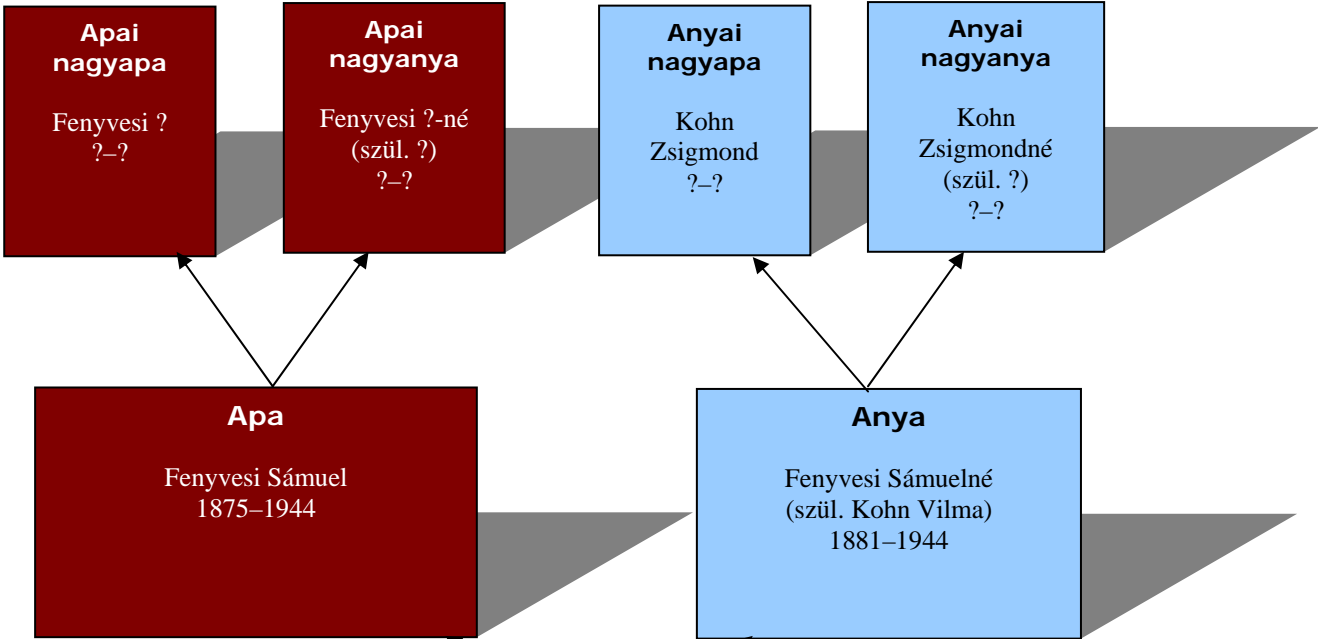 Apai
nagyapa
Fenyvesi ?
?–?
Apai
nagyanya
Fenyvesi ?-né
(szül. ?)
?–?
Anyai
nagyapa
Kohn
Zsigmond
?–?
Anyai
nagyanya
Kohn
Zsigmondné
(szül. ?)
?–?
Apa
Fenyvesi Sámuel
1875–1944
Anya
Fenyvesi Sámuelné
(szül. Kohn Vilma)
1881–1944